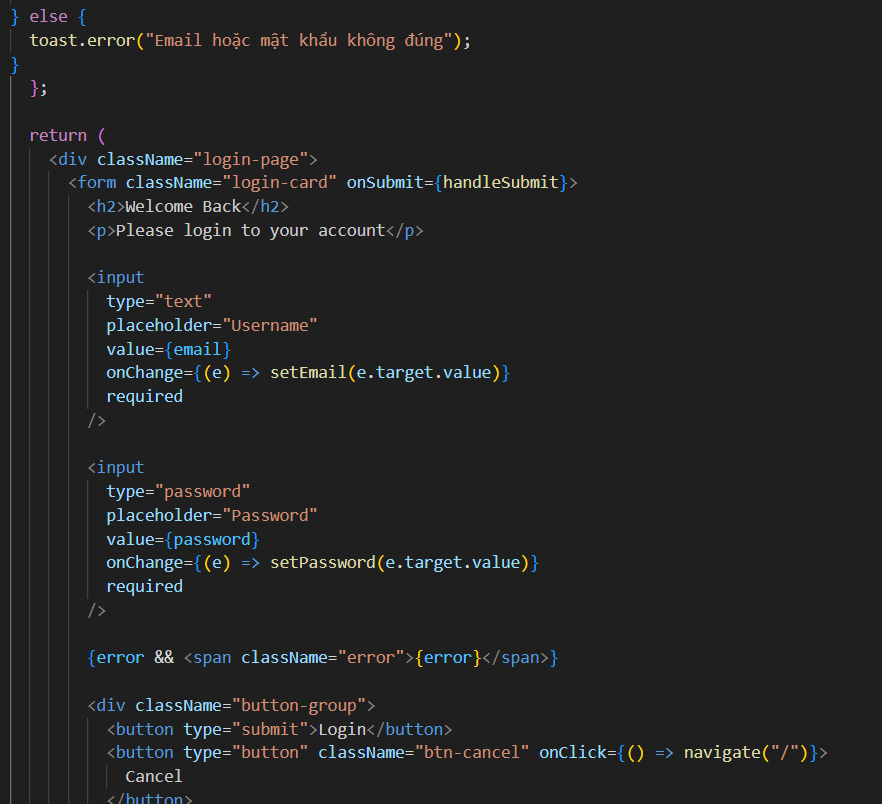 } else {
toast.error("Email hoặc mật khẩu không đúng");
}
};
return (
<div className="login-page">
<form className="login-card" onSubmit={handleSubmit}>
<h2>Welcome Back</h2>
<p>Please login to your account</p>
<input
type="text"
placeholder="Username"
value={email}
onChange={(e) => setEmail(e.target.value)}
required
/>
<input
type="password"
placeholder="Password"
value={password}
onChange={(e) => setPassword(e.target.value)}
required
/>
{error && <span className="error">{error}</span>}
<div className="button-group">
<button type="submit">Login</button>
<button type="button" className="btn-cancel" onClick={() => navigate("/")}>
Cancel
</button>